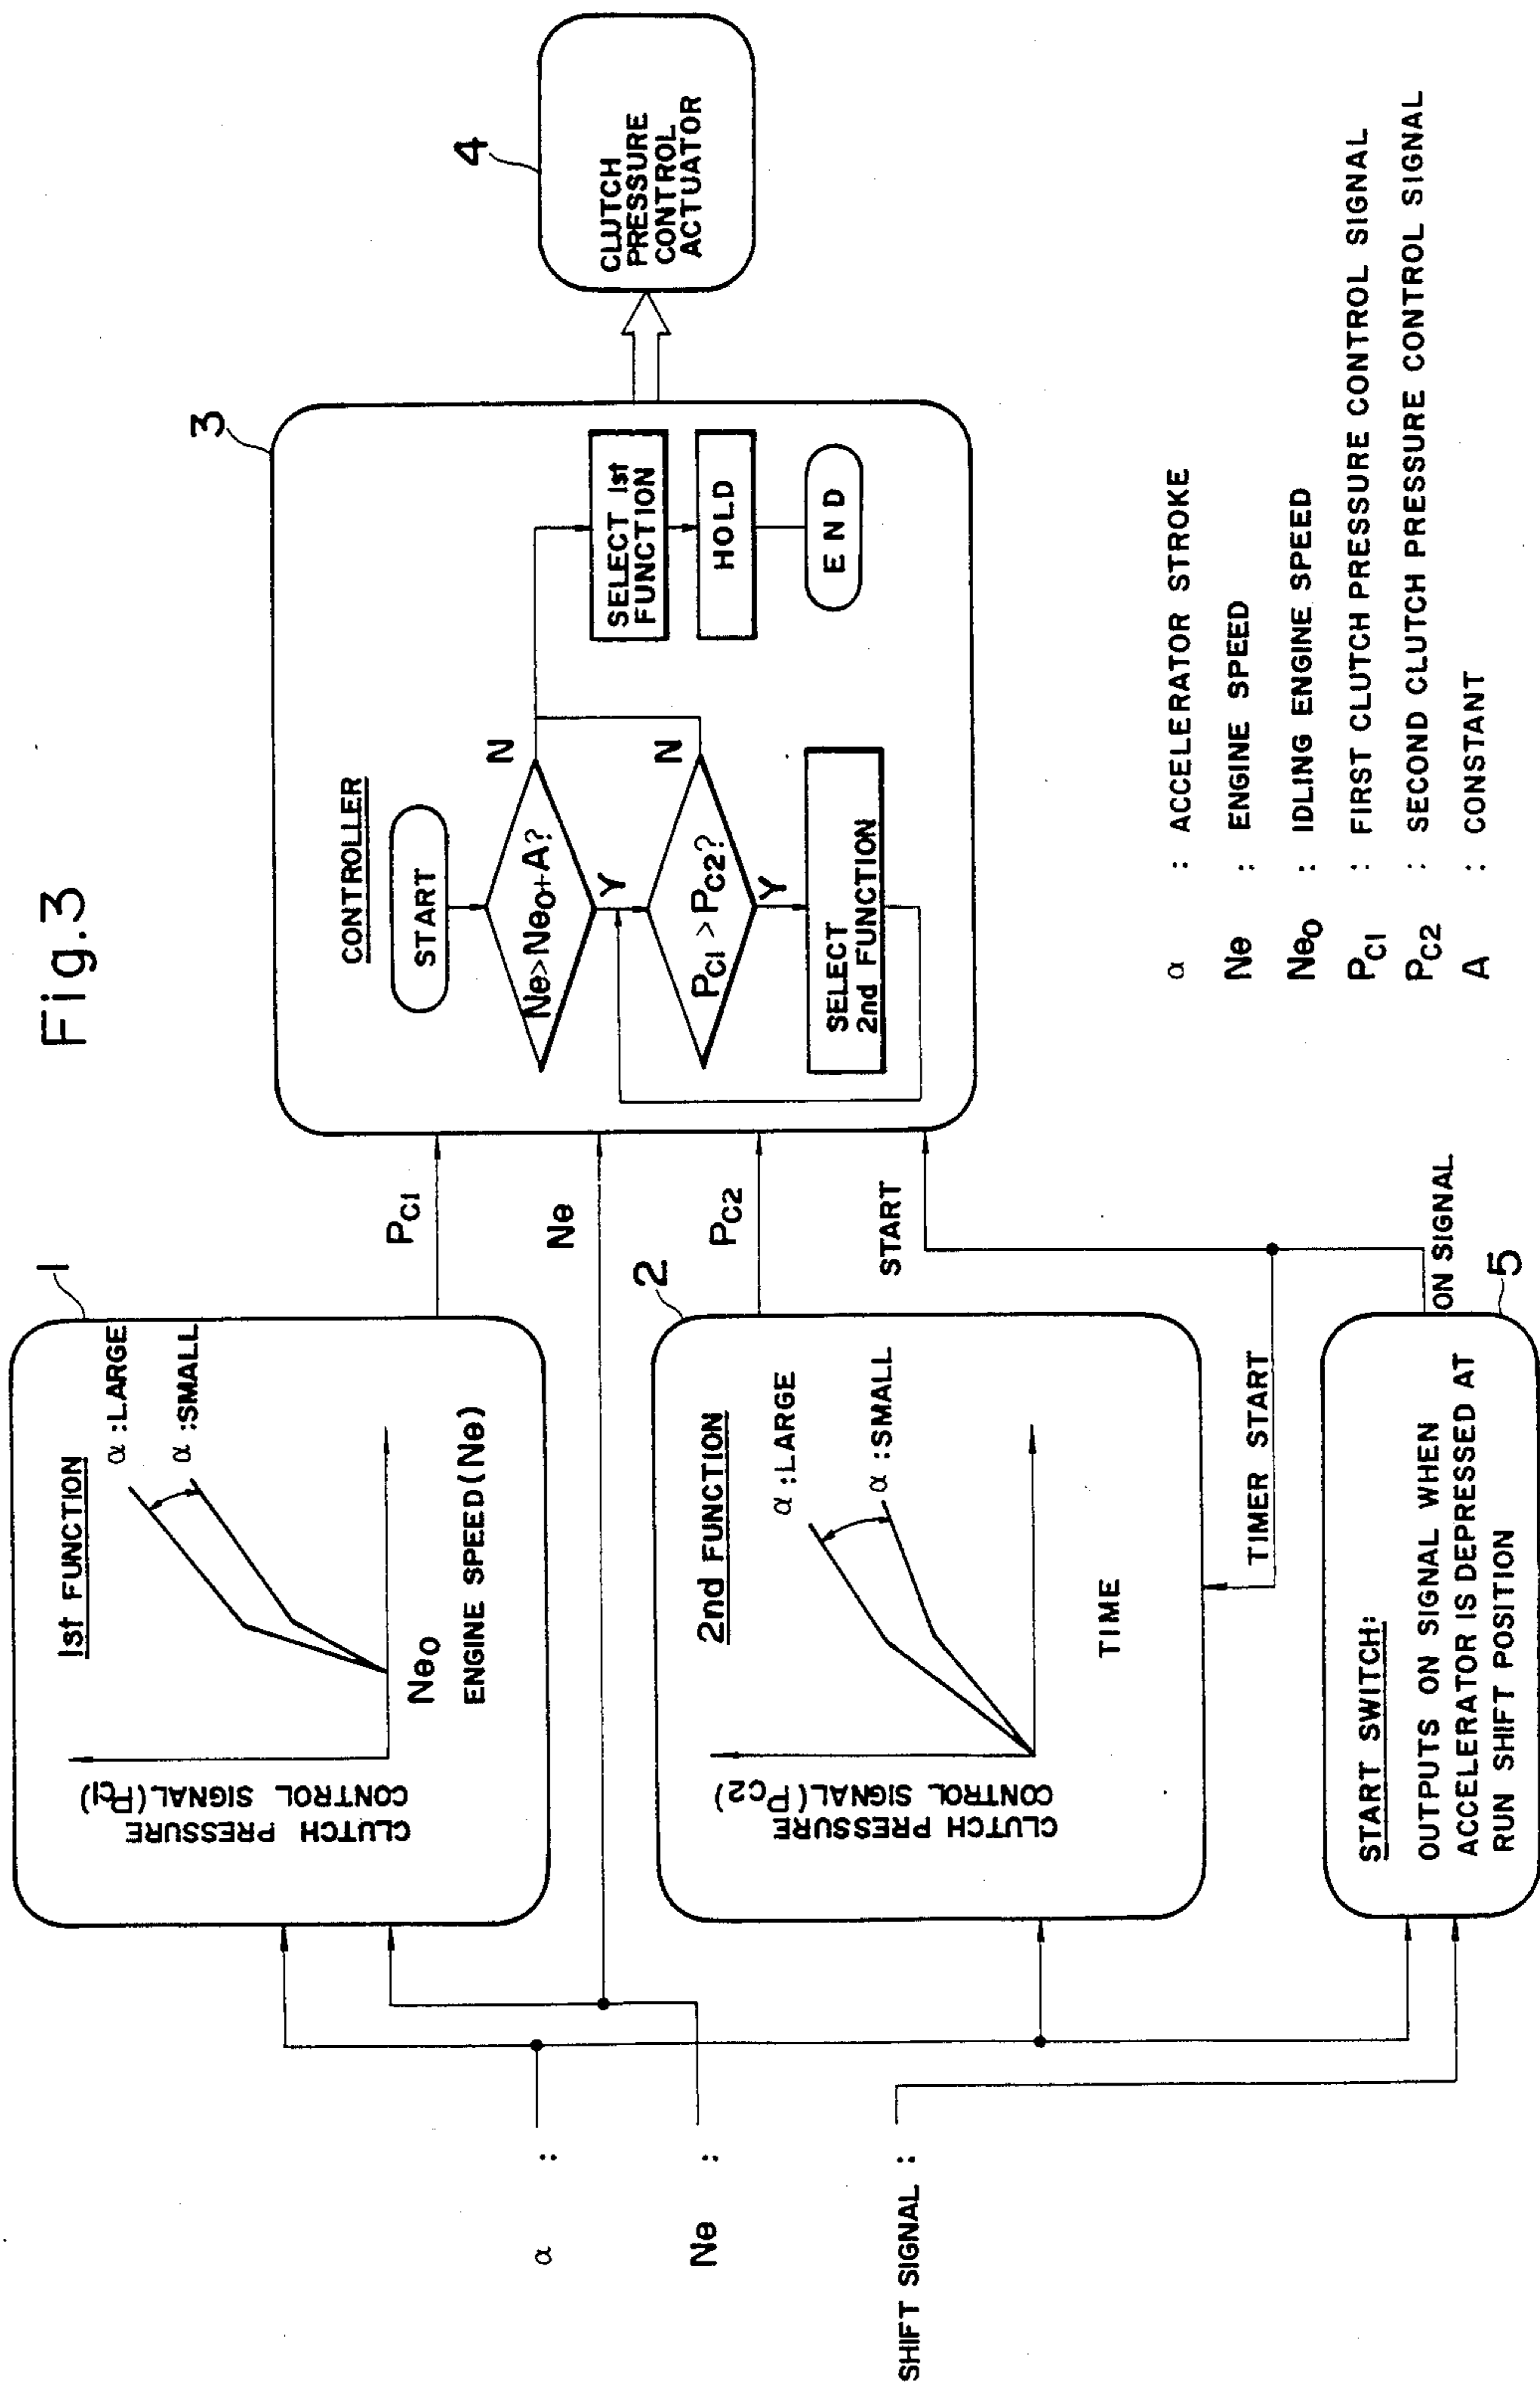 Fig.3
1
1st FUNCTION
α :LARGE
α :SMALL
CLUTCH PRESSURE
CONTROL SIGNAL(PC1)
Ne0
ENGINE SPEED(Ne)
2
2nd FUNCTION
α :LARGE
α :SMALL
CLUTCH PRESSURE
CONTROL SIGNAL(PC2)
TIME
TIMER START
START SWITCH:
OUTPUTS ON SIGNAL WHEN
ACCELERATOR IS DEPRESSED AT
RUN SHIFT POSITION
5
ON SIGNAL
α :
Ne :
SHIFT SIGNAL :
PC1
Ne
PC2
START
3
CONTROLLER
START
Ne>Ne0+A?
N
Y
PC1 >PC2?
N
Y
SELECT
2nd FUNCTION
SELECT 1st
FUNCTION
HOLD
END
4
CLUTCH
PRESSURE
CONTROL
ACTUATOR
α : ACCELERATOR STROKE
Ne : ENGINE SPEED
Ne0 : IDLING ENGINE SPEED
PC1 : FIRST CLUTCH PRESSURE CONTROL SIGNAL
PC2 : SECOND CLUTCH PRESSURE CONTROL SIGNAL
A : CONSTANT